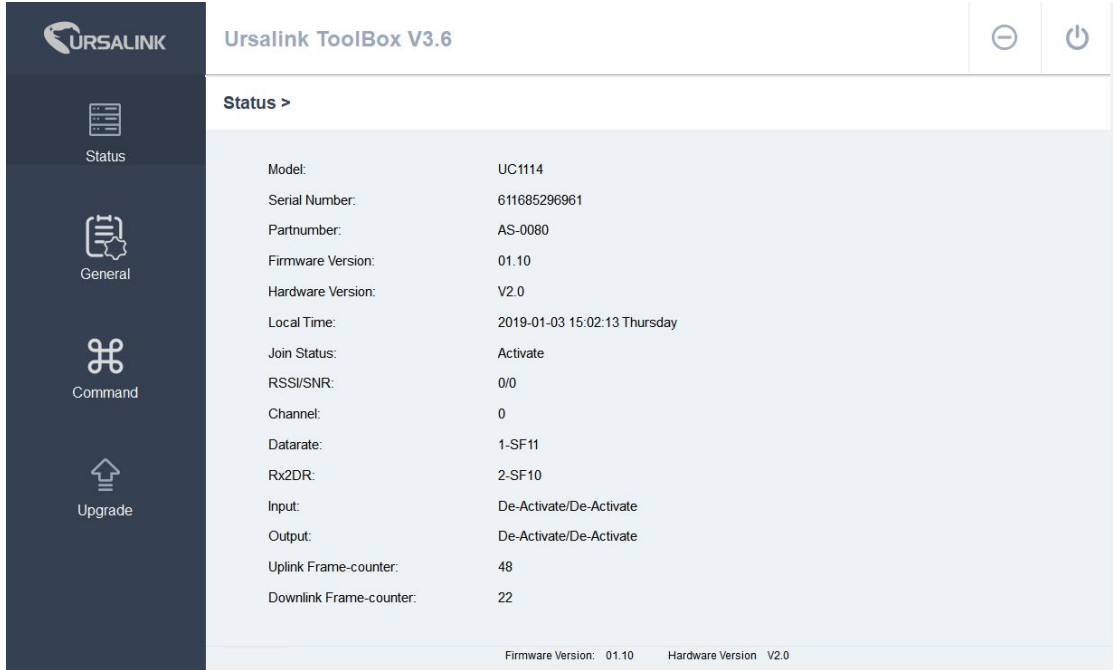 URSALINK
Ursalink ToolBox V3.6
Status >
Status
General
Command
Upgrade
Model: UC1114
Serial Number: 611685296961
Partnumber: AS-0080
Firmware Version: 01.10
Hardware Version: V2.0
Local Time: 2019-01-03 15:02:13 Thursday
Join Status: Activate
RSSI/SNR: 0/0
Channel: 0
Datarate: 1-SF11
Rx2DR: 2-SF10
Input: De-Activate/De-Activate
Output: De-Activate/De-Activate
Uplink Frame-counter: 48
Downlink Frame-counter: 22
Firmware Version: 01.10 Hardware Version V2.0